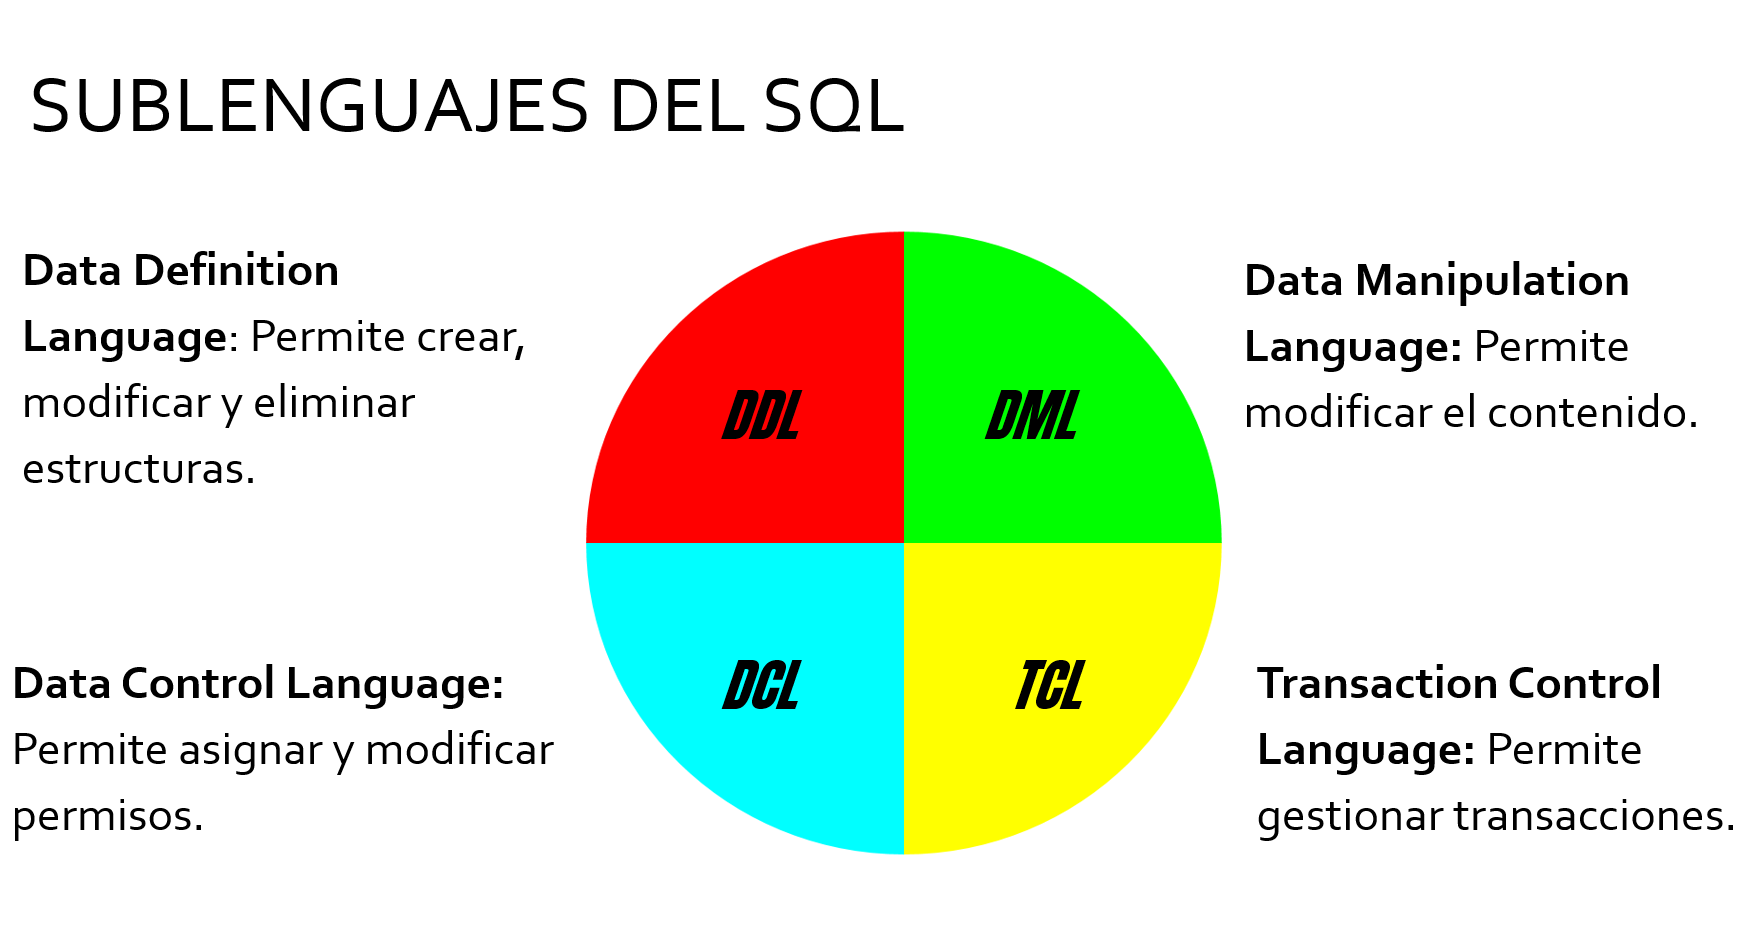 SUBLENGUAJES DEL SQL
Data Definition
Language: Permite crear,
modificar y eliminar
estructuras.
DDL
DML
Data Manipulation
Language: Permite
modificar el contenido.
Data Control Language:
Permite asignar y modificar
permisos.
DCL
TCL
Transaction Control
Language: Permite
gestionar transacciones.